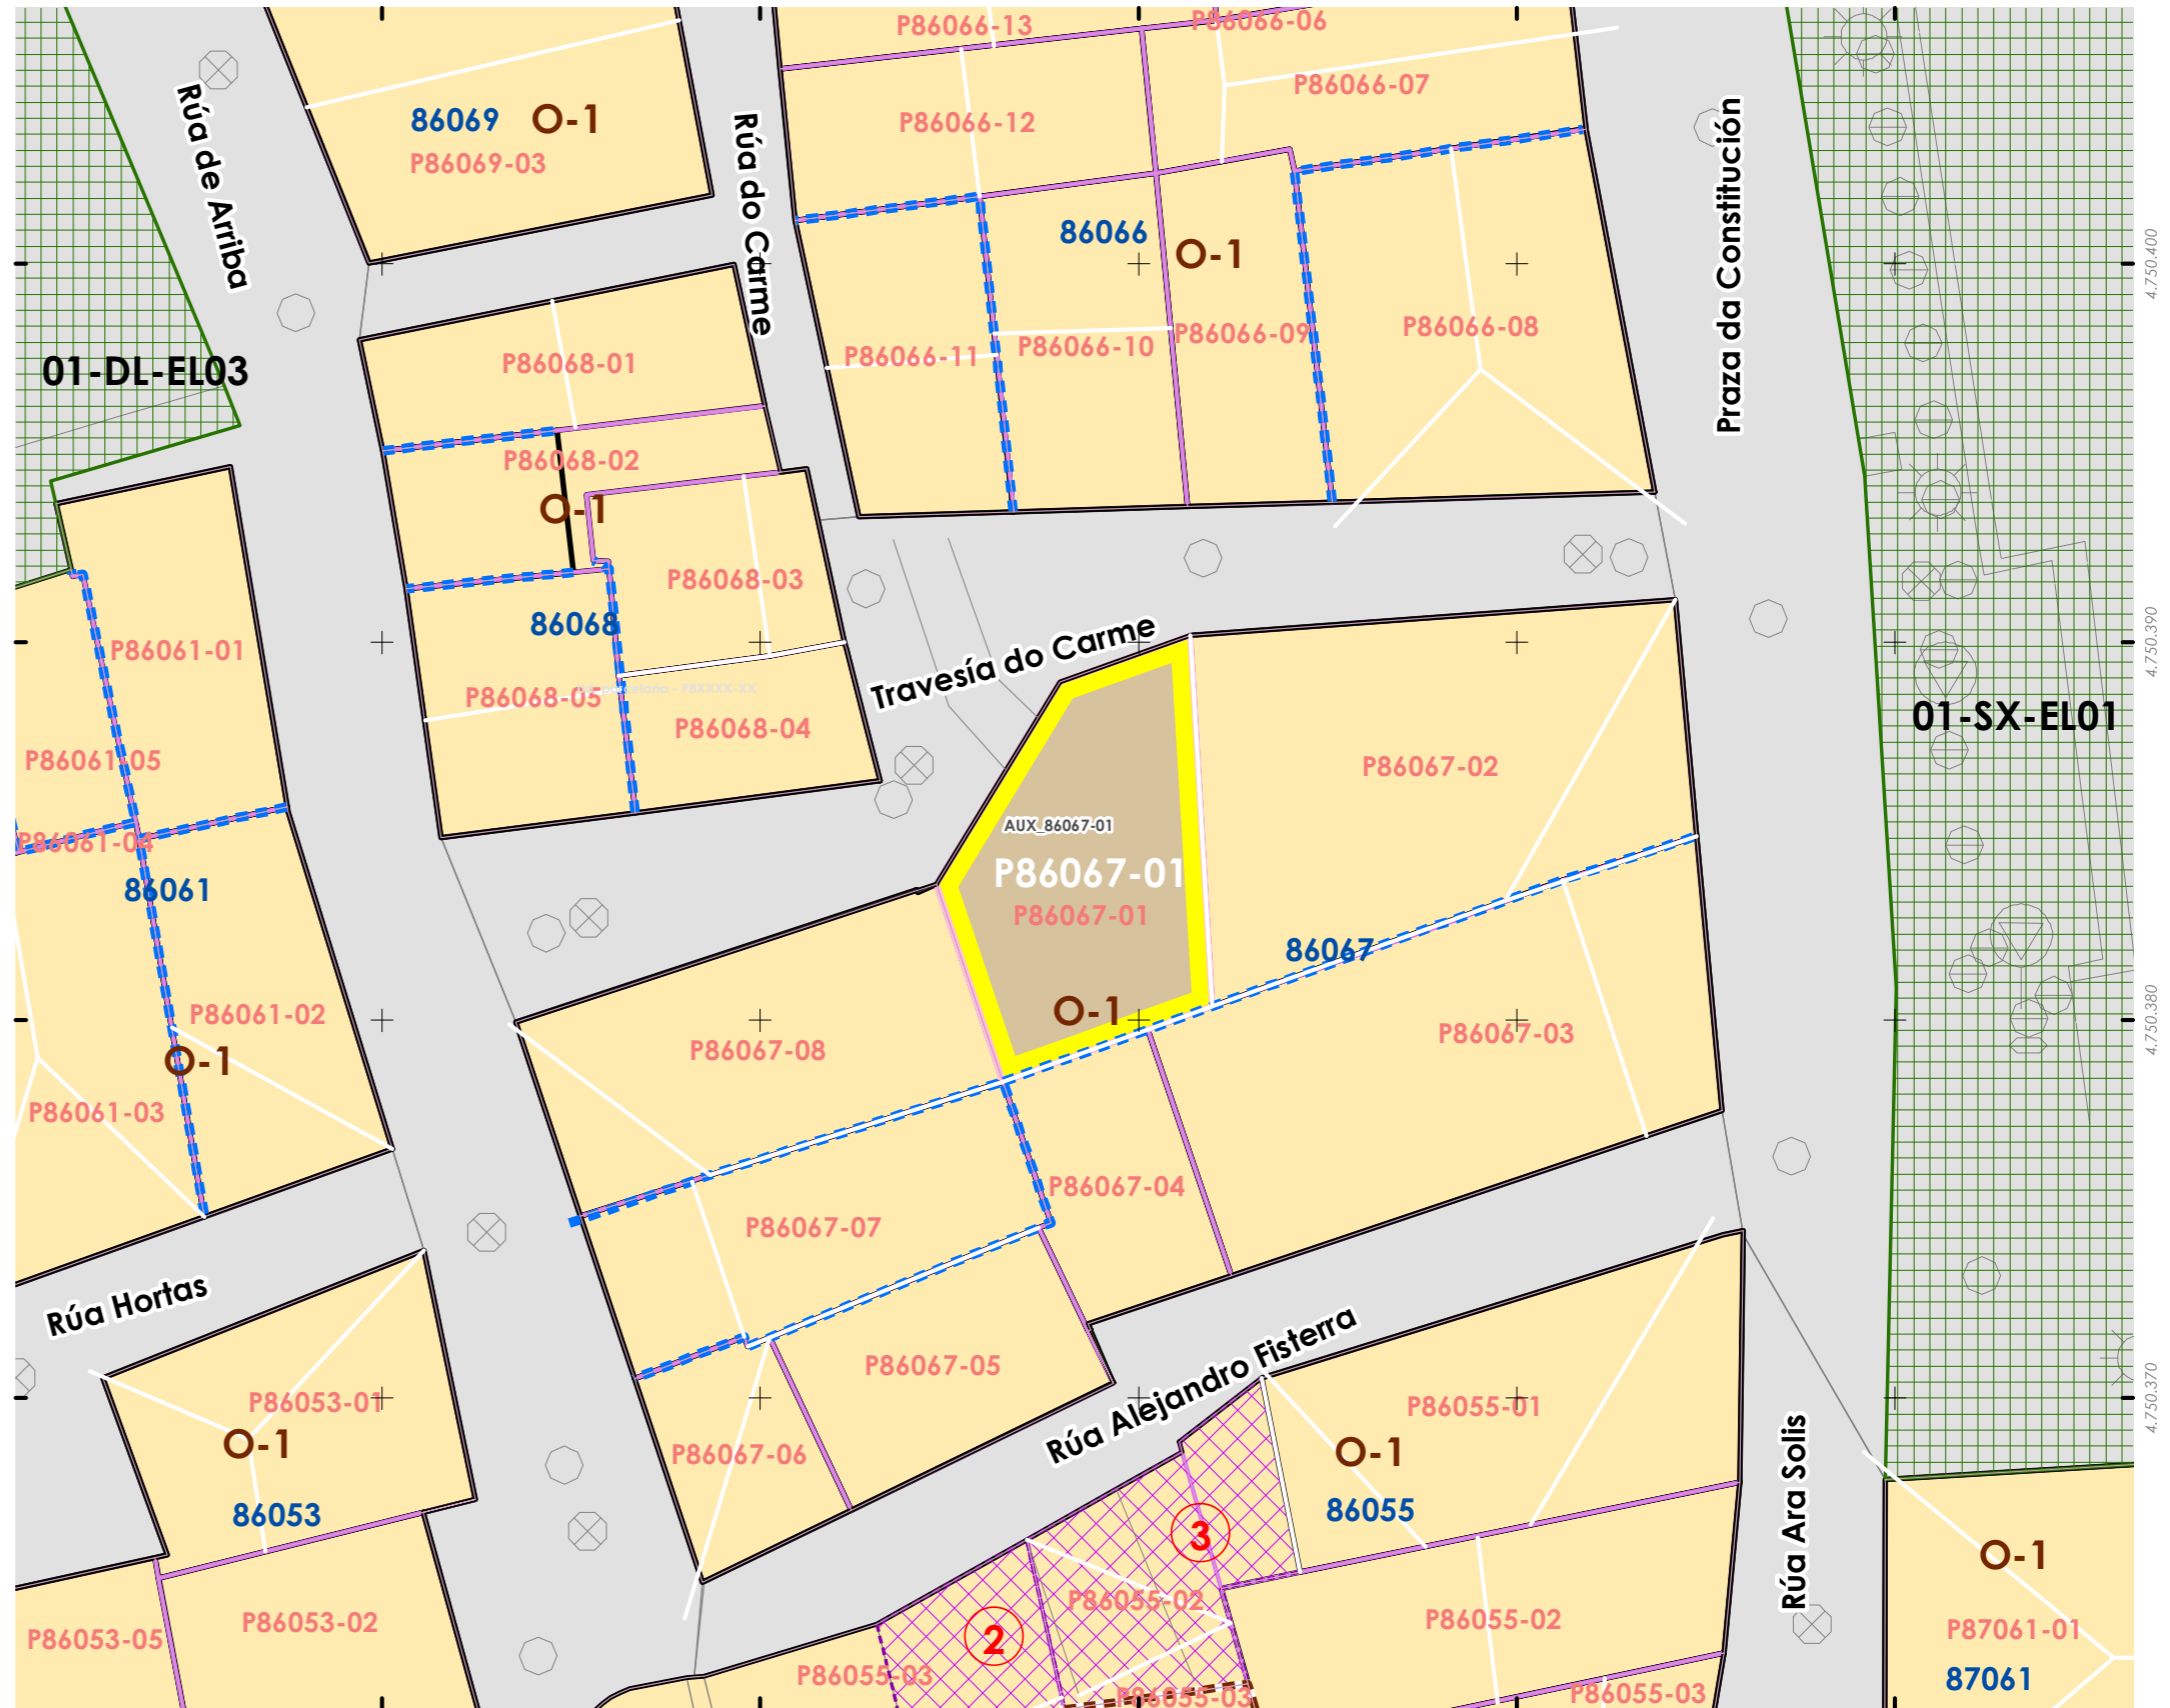 P86066-13
P86066-06
P86066-07
86069
O-1
P86069-03
P86066-12
Rúa de Arriba
Rúa do Carme
Praza da Constitución
86066
O-1
4.750.400
P86066-11
P86066-10
P86066-09
P86066-08
P86068-01
01-DL-EL03
P86068-02
O-1
P86068-03
86068
P86068-05
P86068-04
P86061-01
4.750.390
Travesía do Carme
01-SX-EL01
P86067-02
P86061-05
P86061-04
86061
AUX_86067-01
P86067-01
P86067-01
86067
O-1
P86061-02
O-1
P86061-03
4.750.380
P86067-08
P86067-03
P86067-04
P86067-07
Rúa Hortas
P86067-05
P86067-06
Rúa Alejandro Fisterra
4.750.370
P86053-01
O-1
86053
P86055-01
O-1
86055
Rúa Ara Solis
3
O-1
P86053-05
P86053-02
2
P86055-02
P86055-02
P87061-01
87061
P86055-03
P86055-03
P86055-03